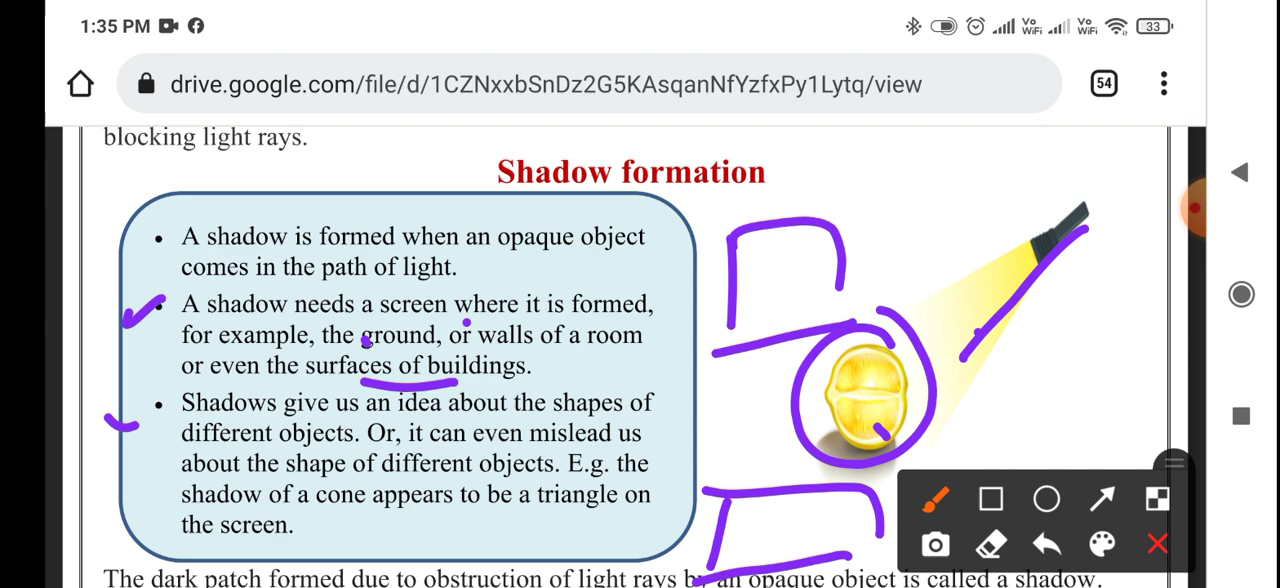 1:35 PM
Vo
WiFi
Vo
WiFi
33
drive.google.com/file/d/1CZNxxbSnDz2G5KAsqanNfYzfxPy1Lytq/view
54
blocking light rays.
Shadow formation
• A shadow is formed when an opaque object
comes in the path of light.
• A shadow needs a screen where it is formed,
for example, the ground, or walls of a room
or even the surfaces of buildings.
• Shadows give us an idea about the shapes of
different objects. Or, it can even mislead us
about the shape of different objects. E.g. the
shadow of a cone appears to be a triangle on
the screen.
The dark patch formed due to obstruction of light rays by an opaque object is called a shadow.